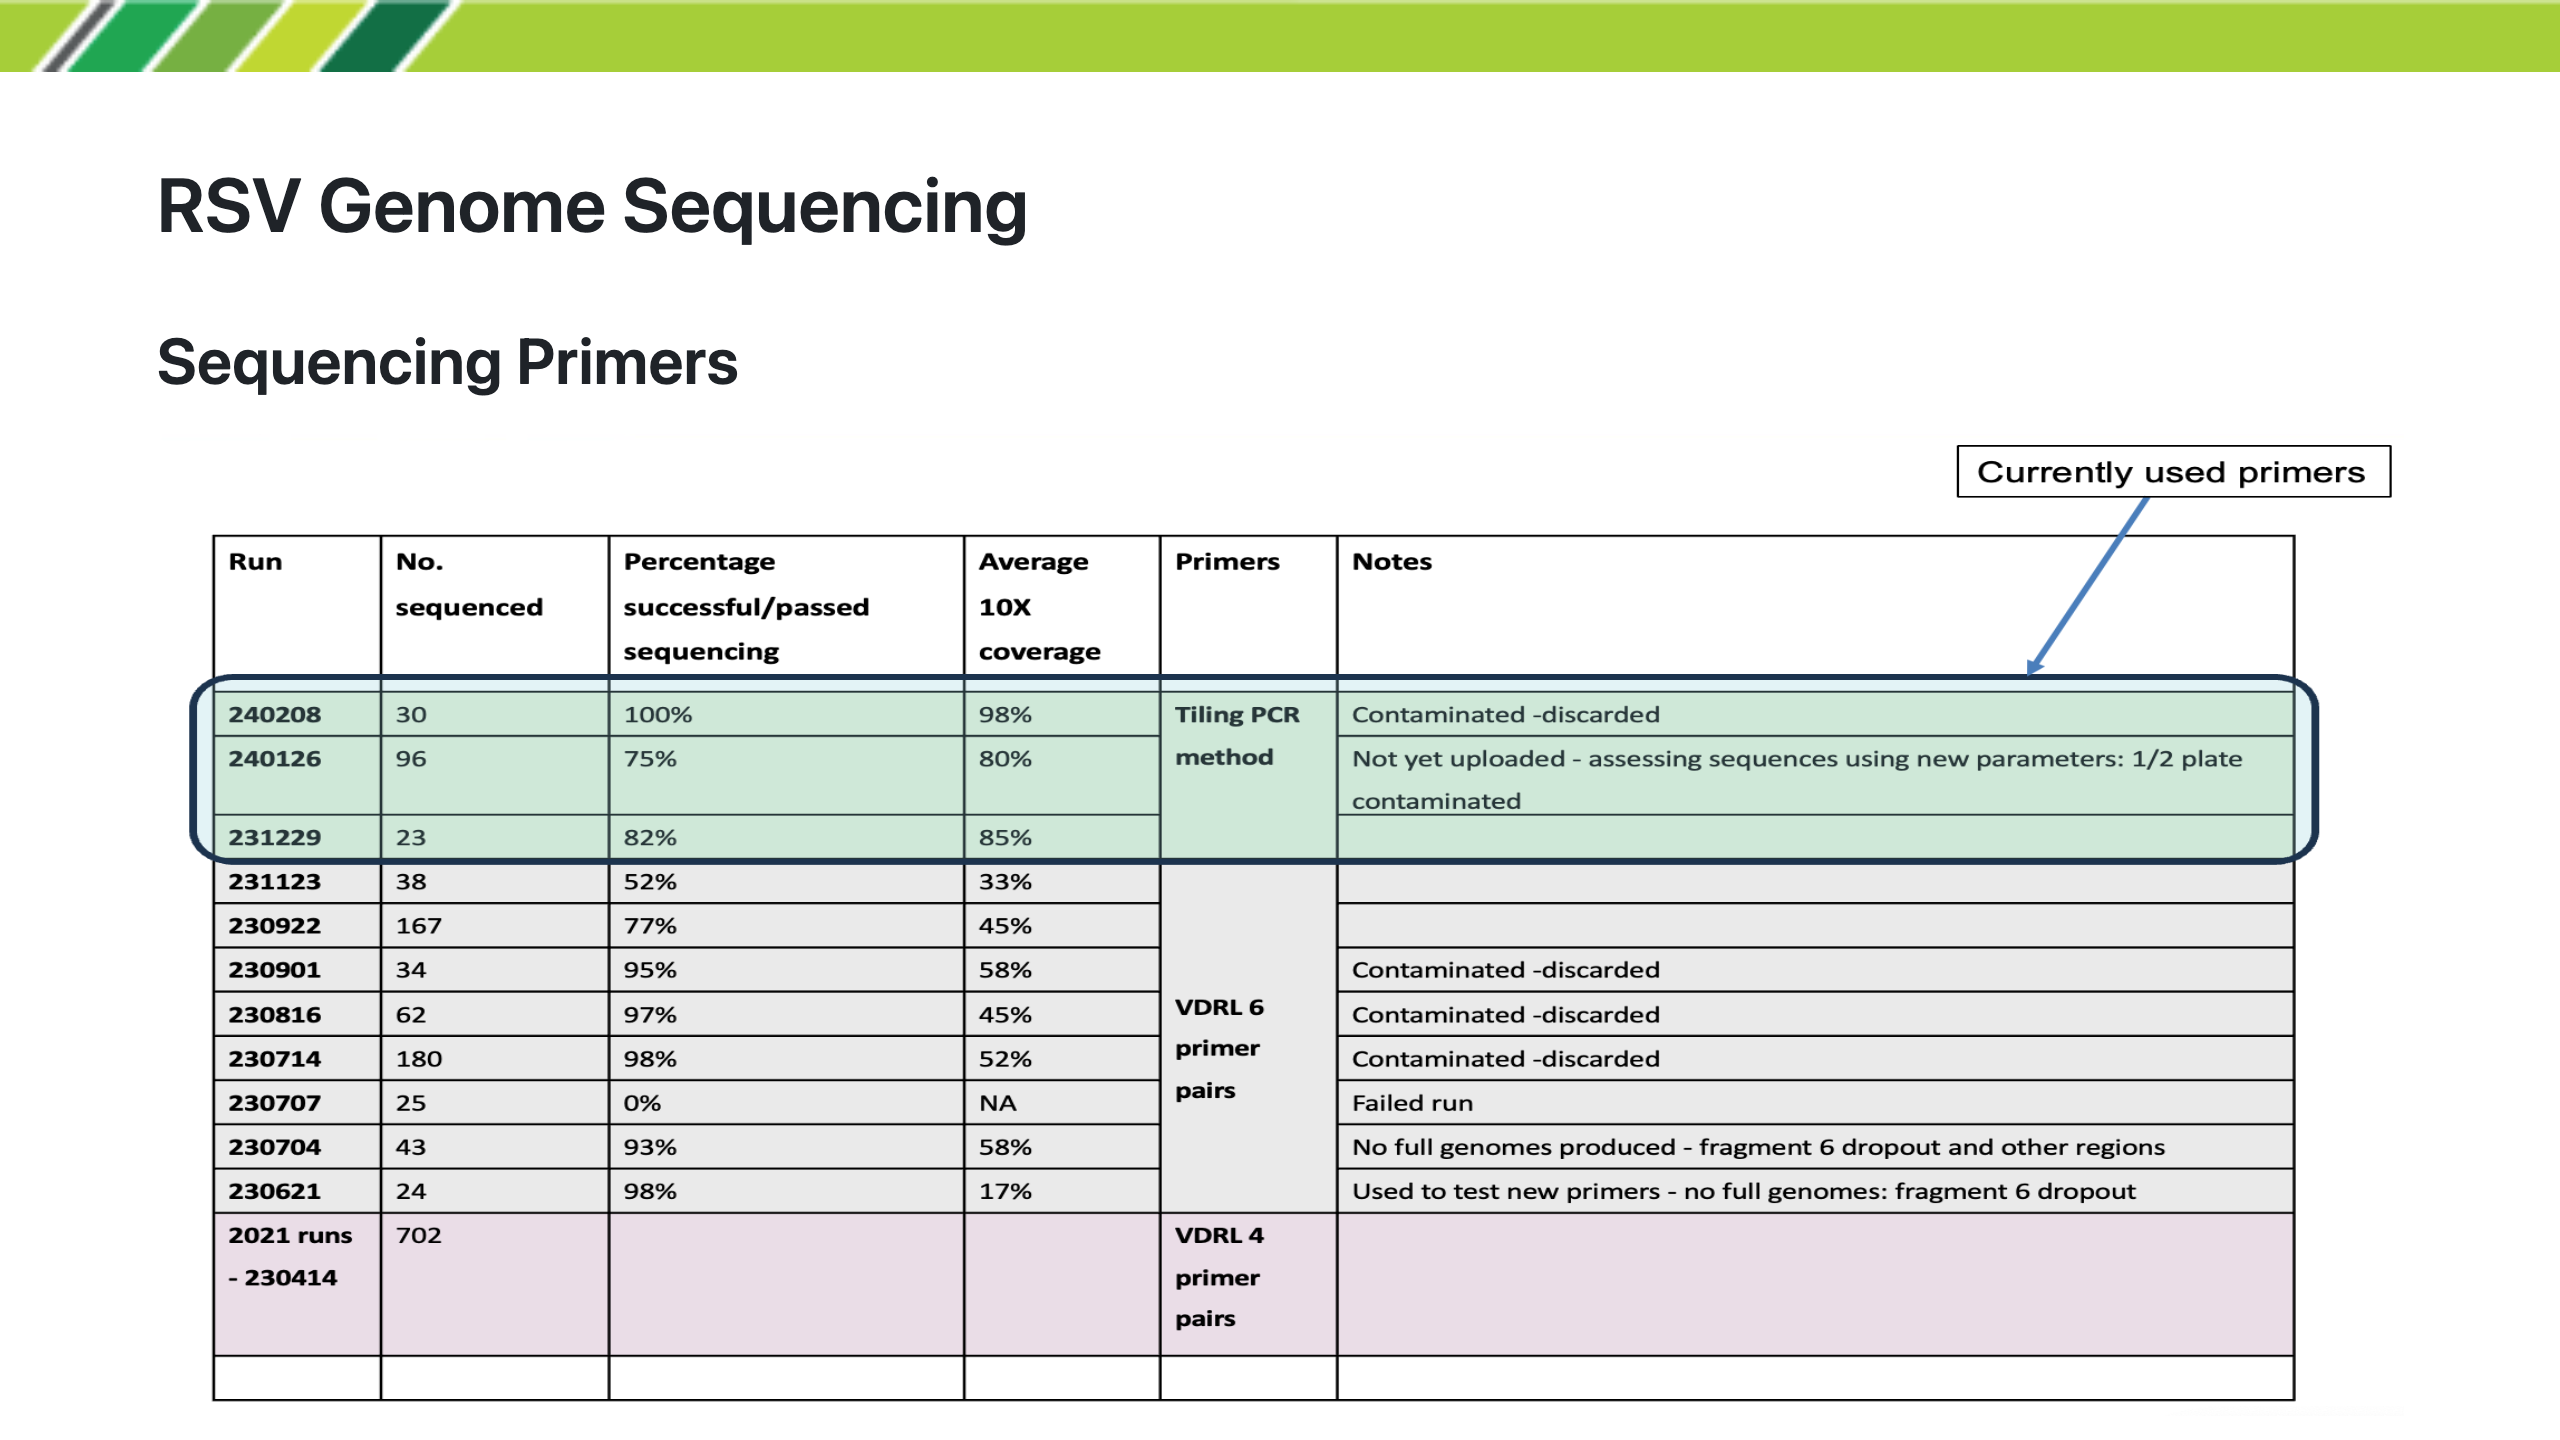 RSV Genome Sequencing
Sequencing Primers
Currently used primers
Run
No.
sequenced
Percentage
successful/passed
sequencing
Average
10X
coverage
Primers
Notes
240208
30
100%
98%
Tiling PCR
method
Contaminated -discarded
240126
96
75%
80%
Not yet uploaded - assessing sequences using new parameters: 1/2 plate
contaminated
231229
23
82%
85%
231123
38
52%
33%
VDRL 6
primer
pairs
230922
167
77%
45%
230901
34
95%
58%
Contaminated -discarded
230816
62
97%
45%
Contaminated -discarded
230714
180
98%
52%
Contaminated -discarded
230707
25
0%
NA
Failed run
230704
43
93%
58%
No full genomes produced - fragment 6 dropout and other regions
230621
24
98%
17%
Used to test new primers - no full genomes: fragment 6 dropout
2021 runs
- 230414
702
VDRL 4
primer
pairs